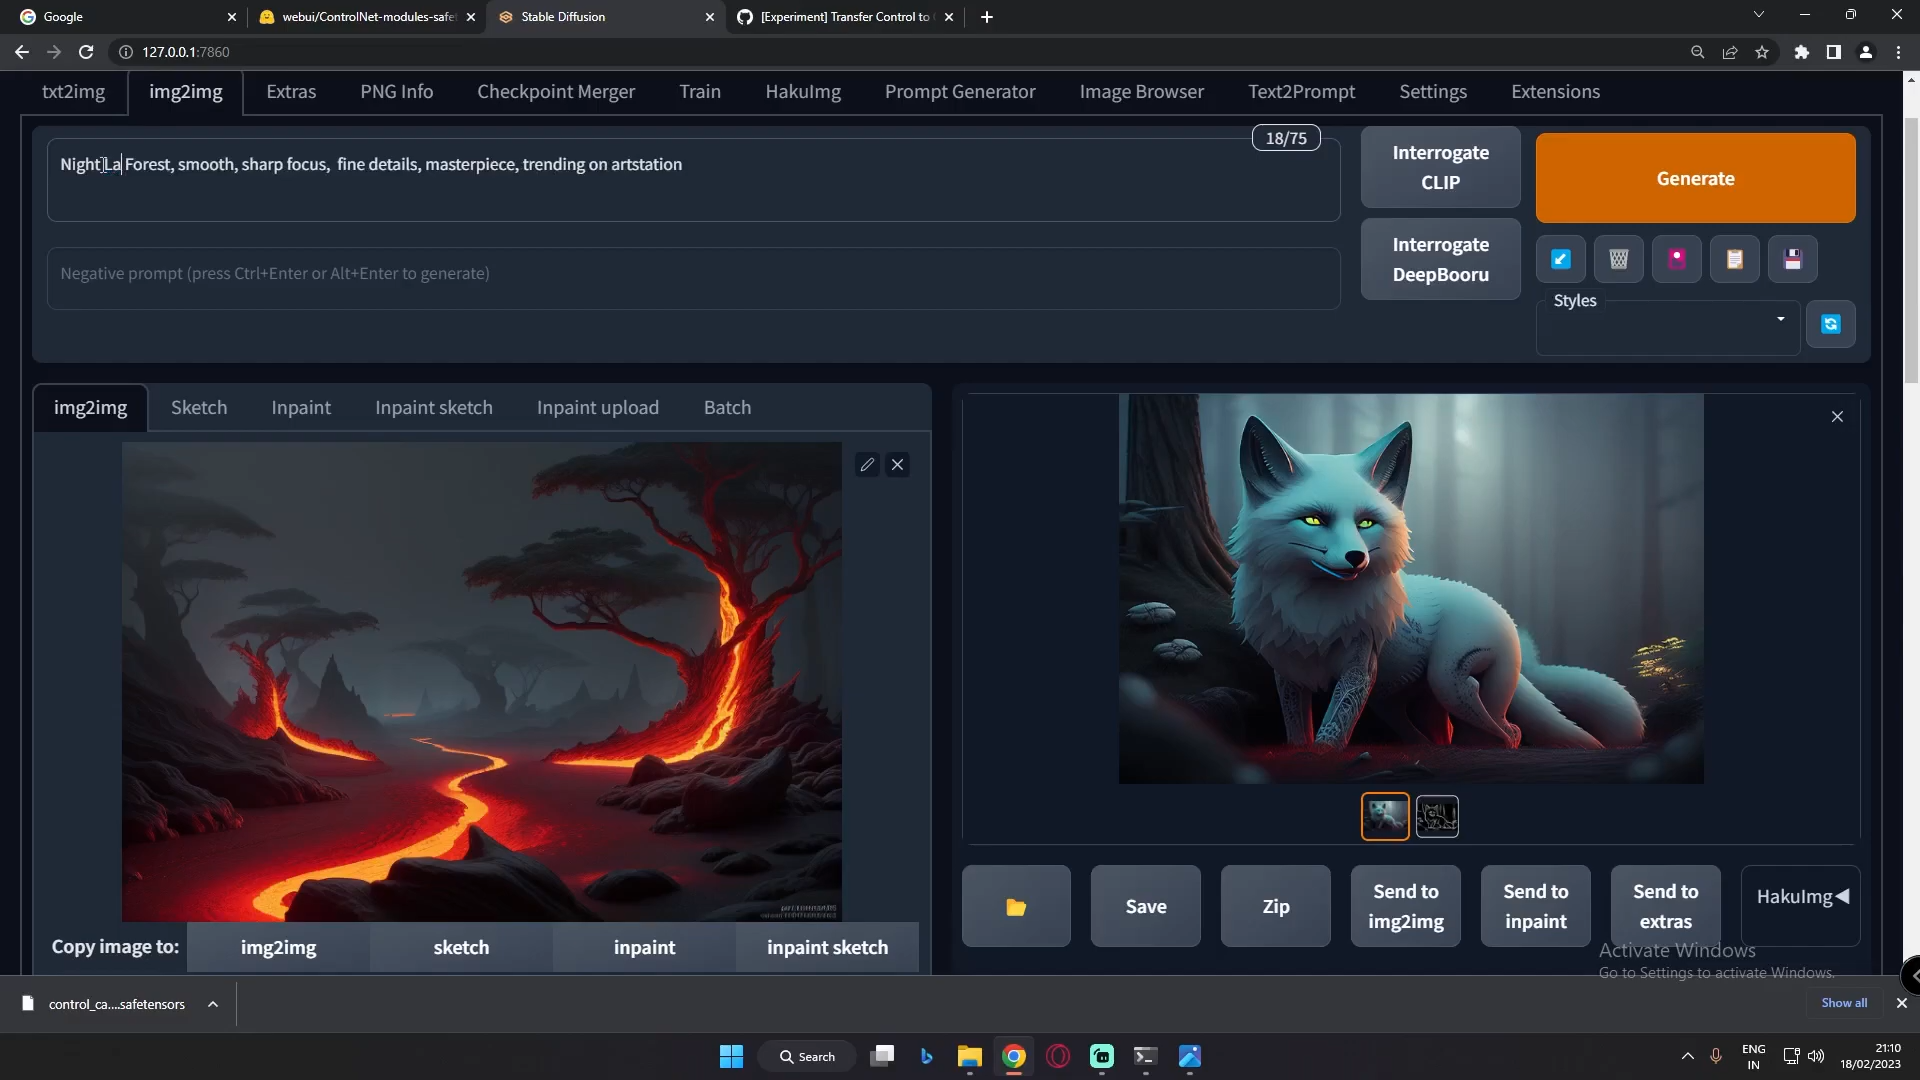 Google
webui/ControlNet-modules-safe
Stable Diffusion
[Experiment] Transfer Control to
127.0.0.1:7860
txt2img
img2img
Extras
PNG Info
Checkpoint Merger
Train
HakuImg
Prompt Generator
Image Browser
Text2Prompt
Settings
Extensions
Night La Forest, smooth, sharp focus,  fine details, masterpiece, trending on artstation
18/75
Negative prompt (press Ctrl+Enter or Alt+Enter to generate)
Interrogate
CLIP
Interrogate
DeepBooru
Generate
Styles
img2img
Sketch
Inpaint
Inpaint sketch
Inpaint upload
Batch
Copy image to:
img2img
sketch
inpaint
inpaint sketch
Save
Zip
Send to
img2img
Send to
inpaint
Send to
extras
HakuImg◀
Activate Windows
Go to Settings to activate Windows.
control_ca....safetensors
Show all
Search
ENG
IN
21:10
18/02/2023